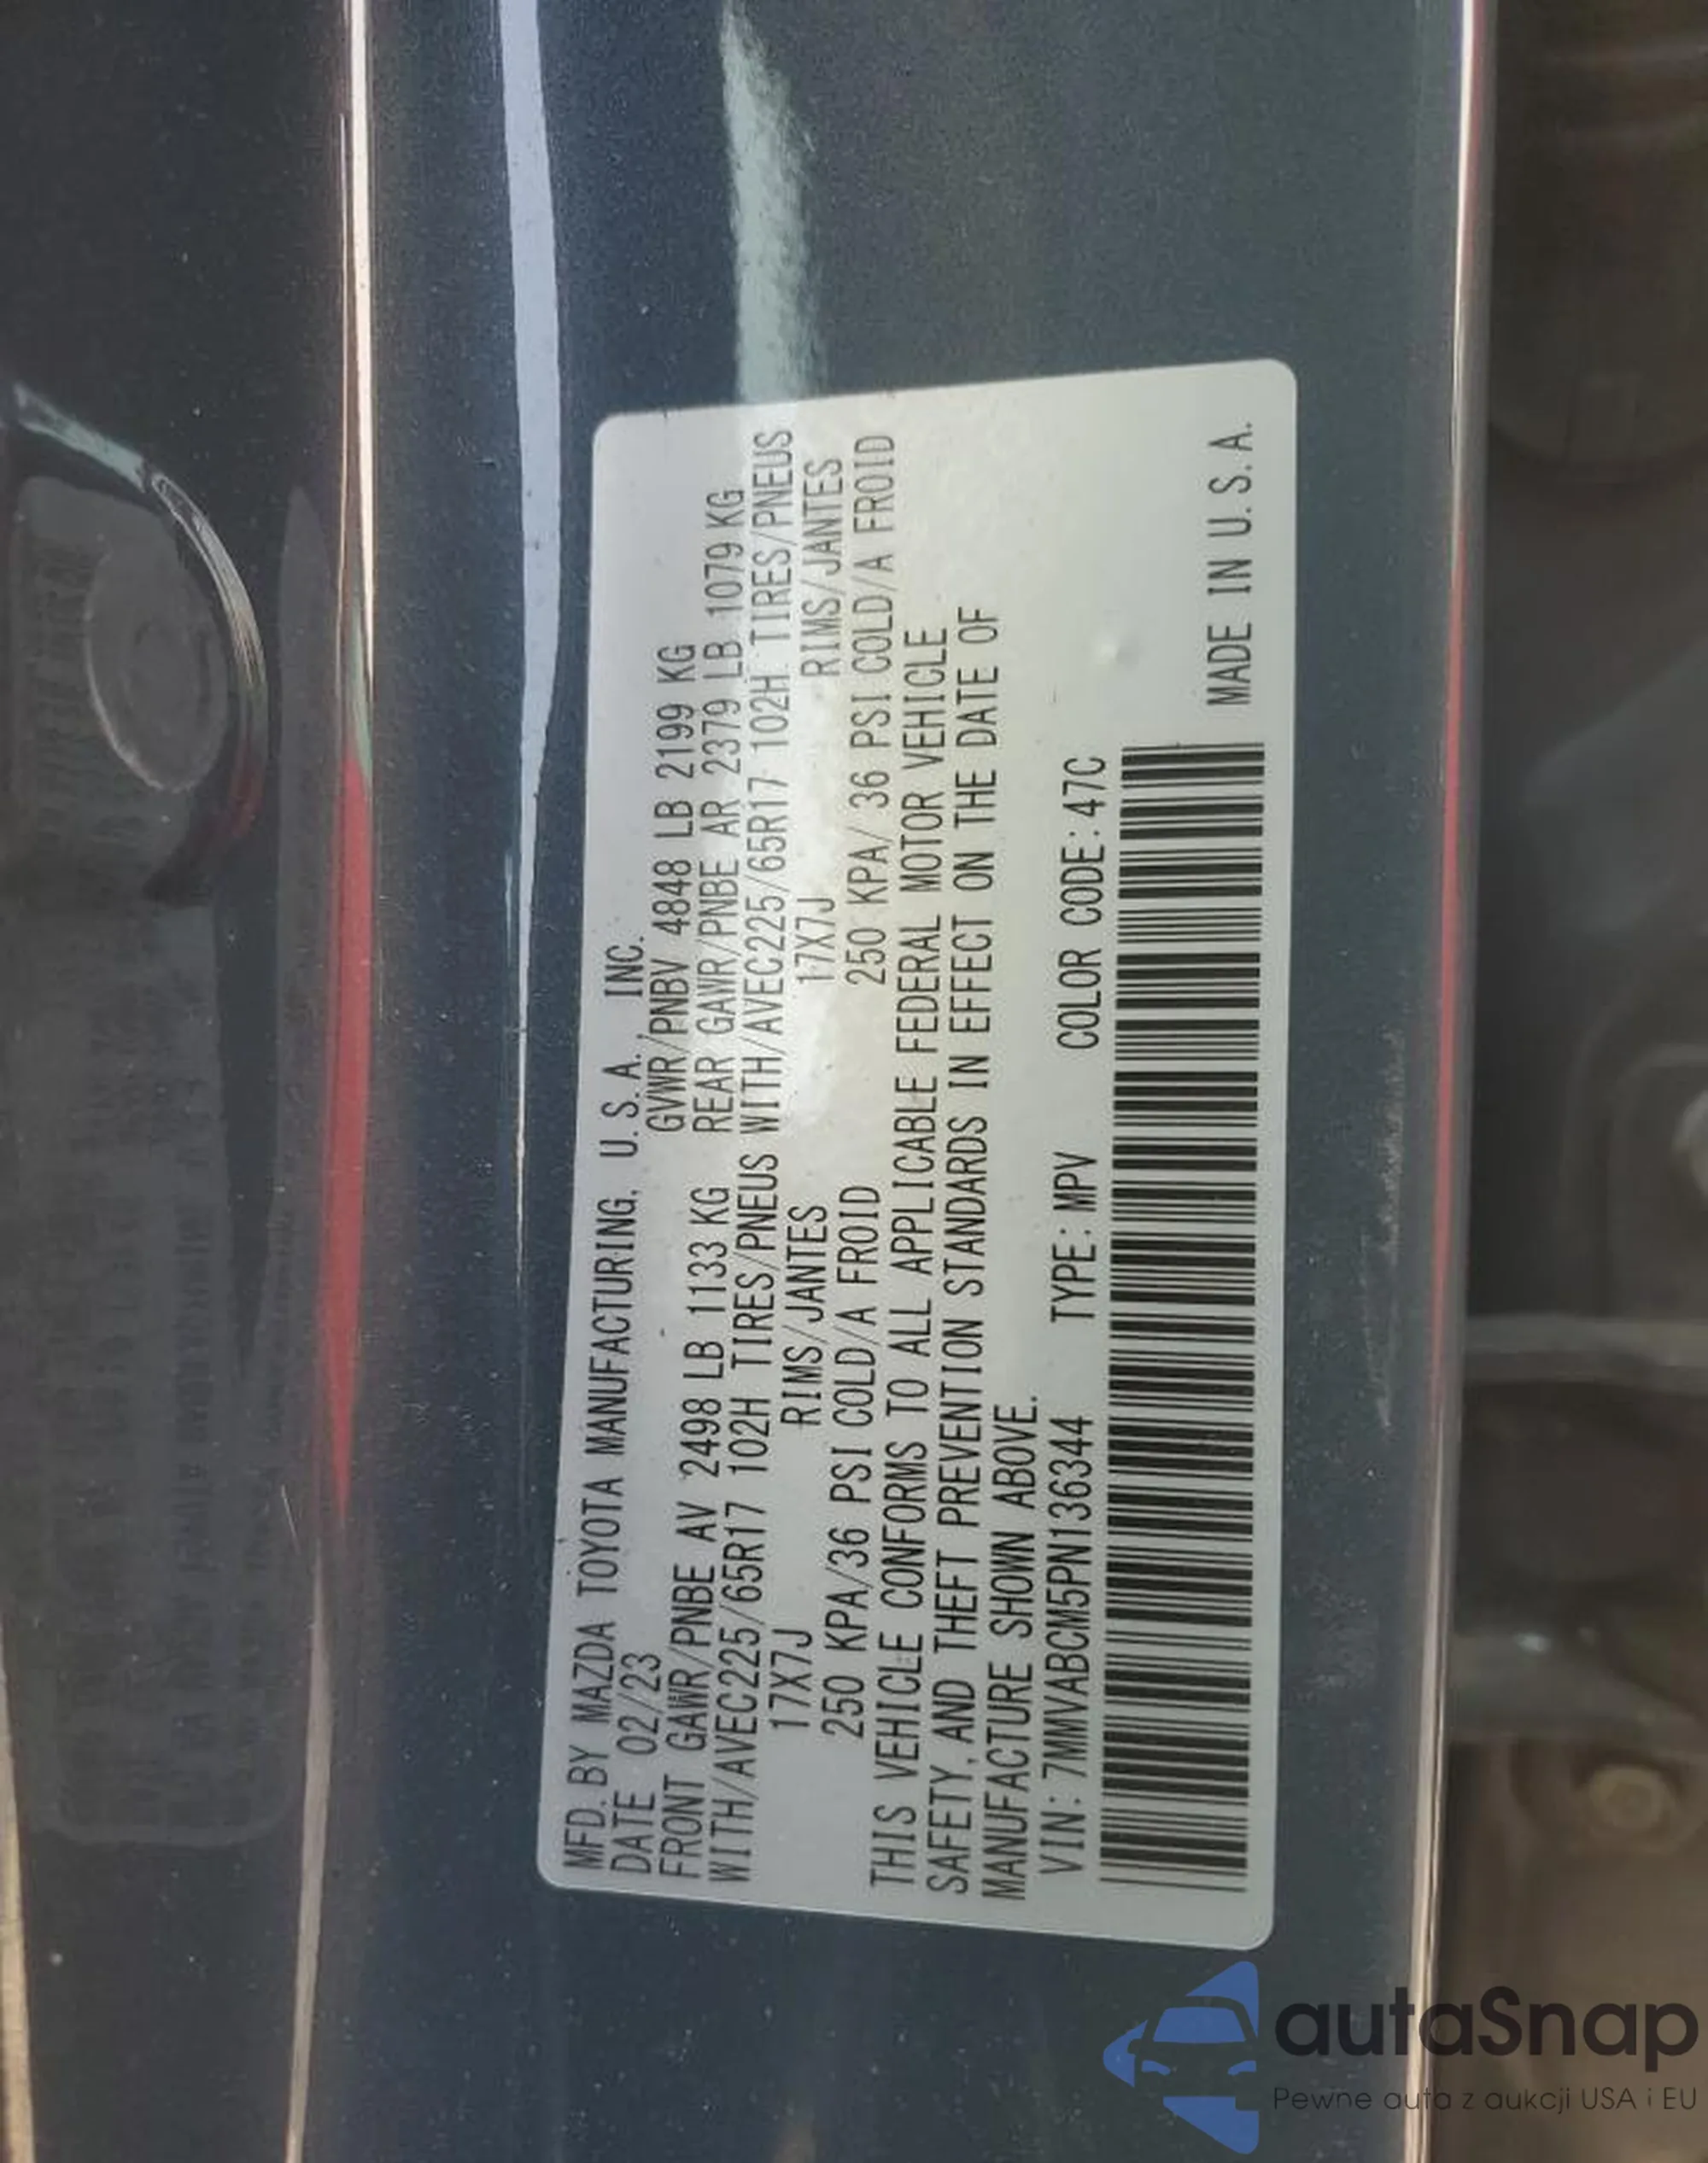 MFD. BY MAZDA TOYOTA MANUFACTURING, U.S.A., INC.
DATE 02/23 GVWR/PNBV 4848 LB 2199 KG
FRONT GAWR/PNBE AV 2498 LB 1133 KG REAR GAWR/PNBE AR 2379 LB 1079 KG
WITH/AVEC225/65R17 102H TIRES/PNEUS WITH/AVEC225/65R17 102H TIRES/PNEUS
17X7J RIMS/JANTES 17X7J RIMS/JANTES
250 KPA/36 PSI COLD/A FROID 250 KPA/ 36 PSI COLD/A FROID
THIS VEHICLE CONFORMS TO ALL APPLICABLE FEDERAL MOTOR VEHICLE
SAFETY, AND THEFT PREVENTION STANDARDS IN EFFECT ON THE DATE OF
MANUFACTURE SHOWN ABOVE.
VIN: 7MMVABCM5PN136344 TYPE: MPV COLOR CODE: 47C
MADE IN U.S.A.
autaSnap
Pewne auta z aukcji USA i EU